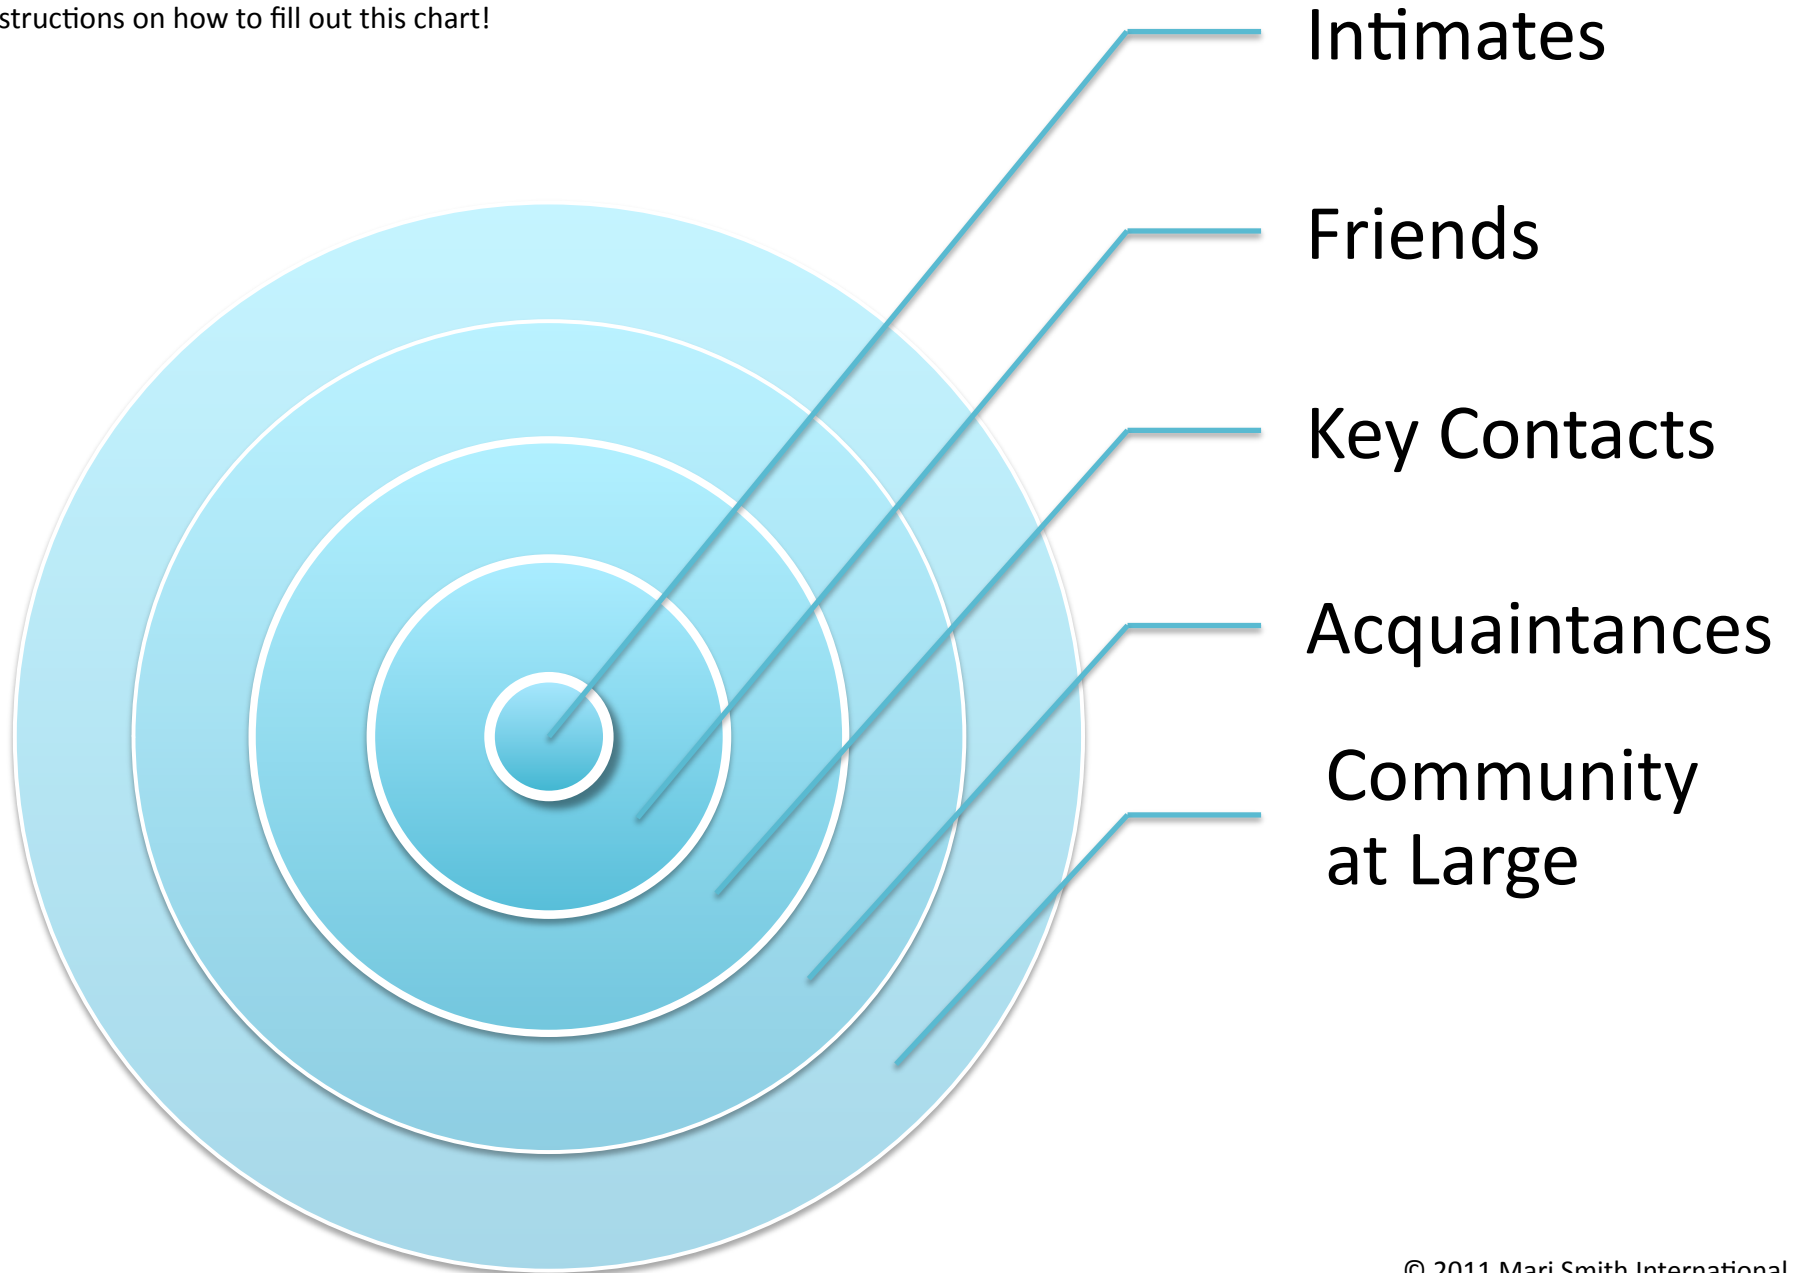 structions on how to fill out this chart!
Intimates
Friends
Key Contacts
Acquaintances
Community
at Large
© 2011 Mari Smith International